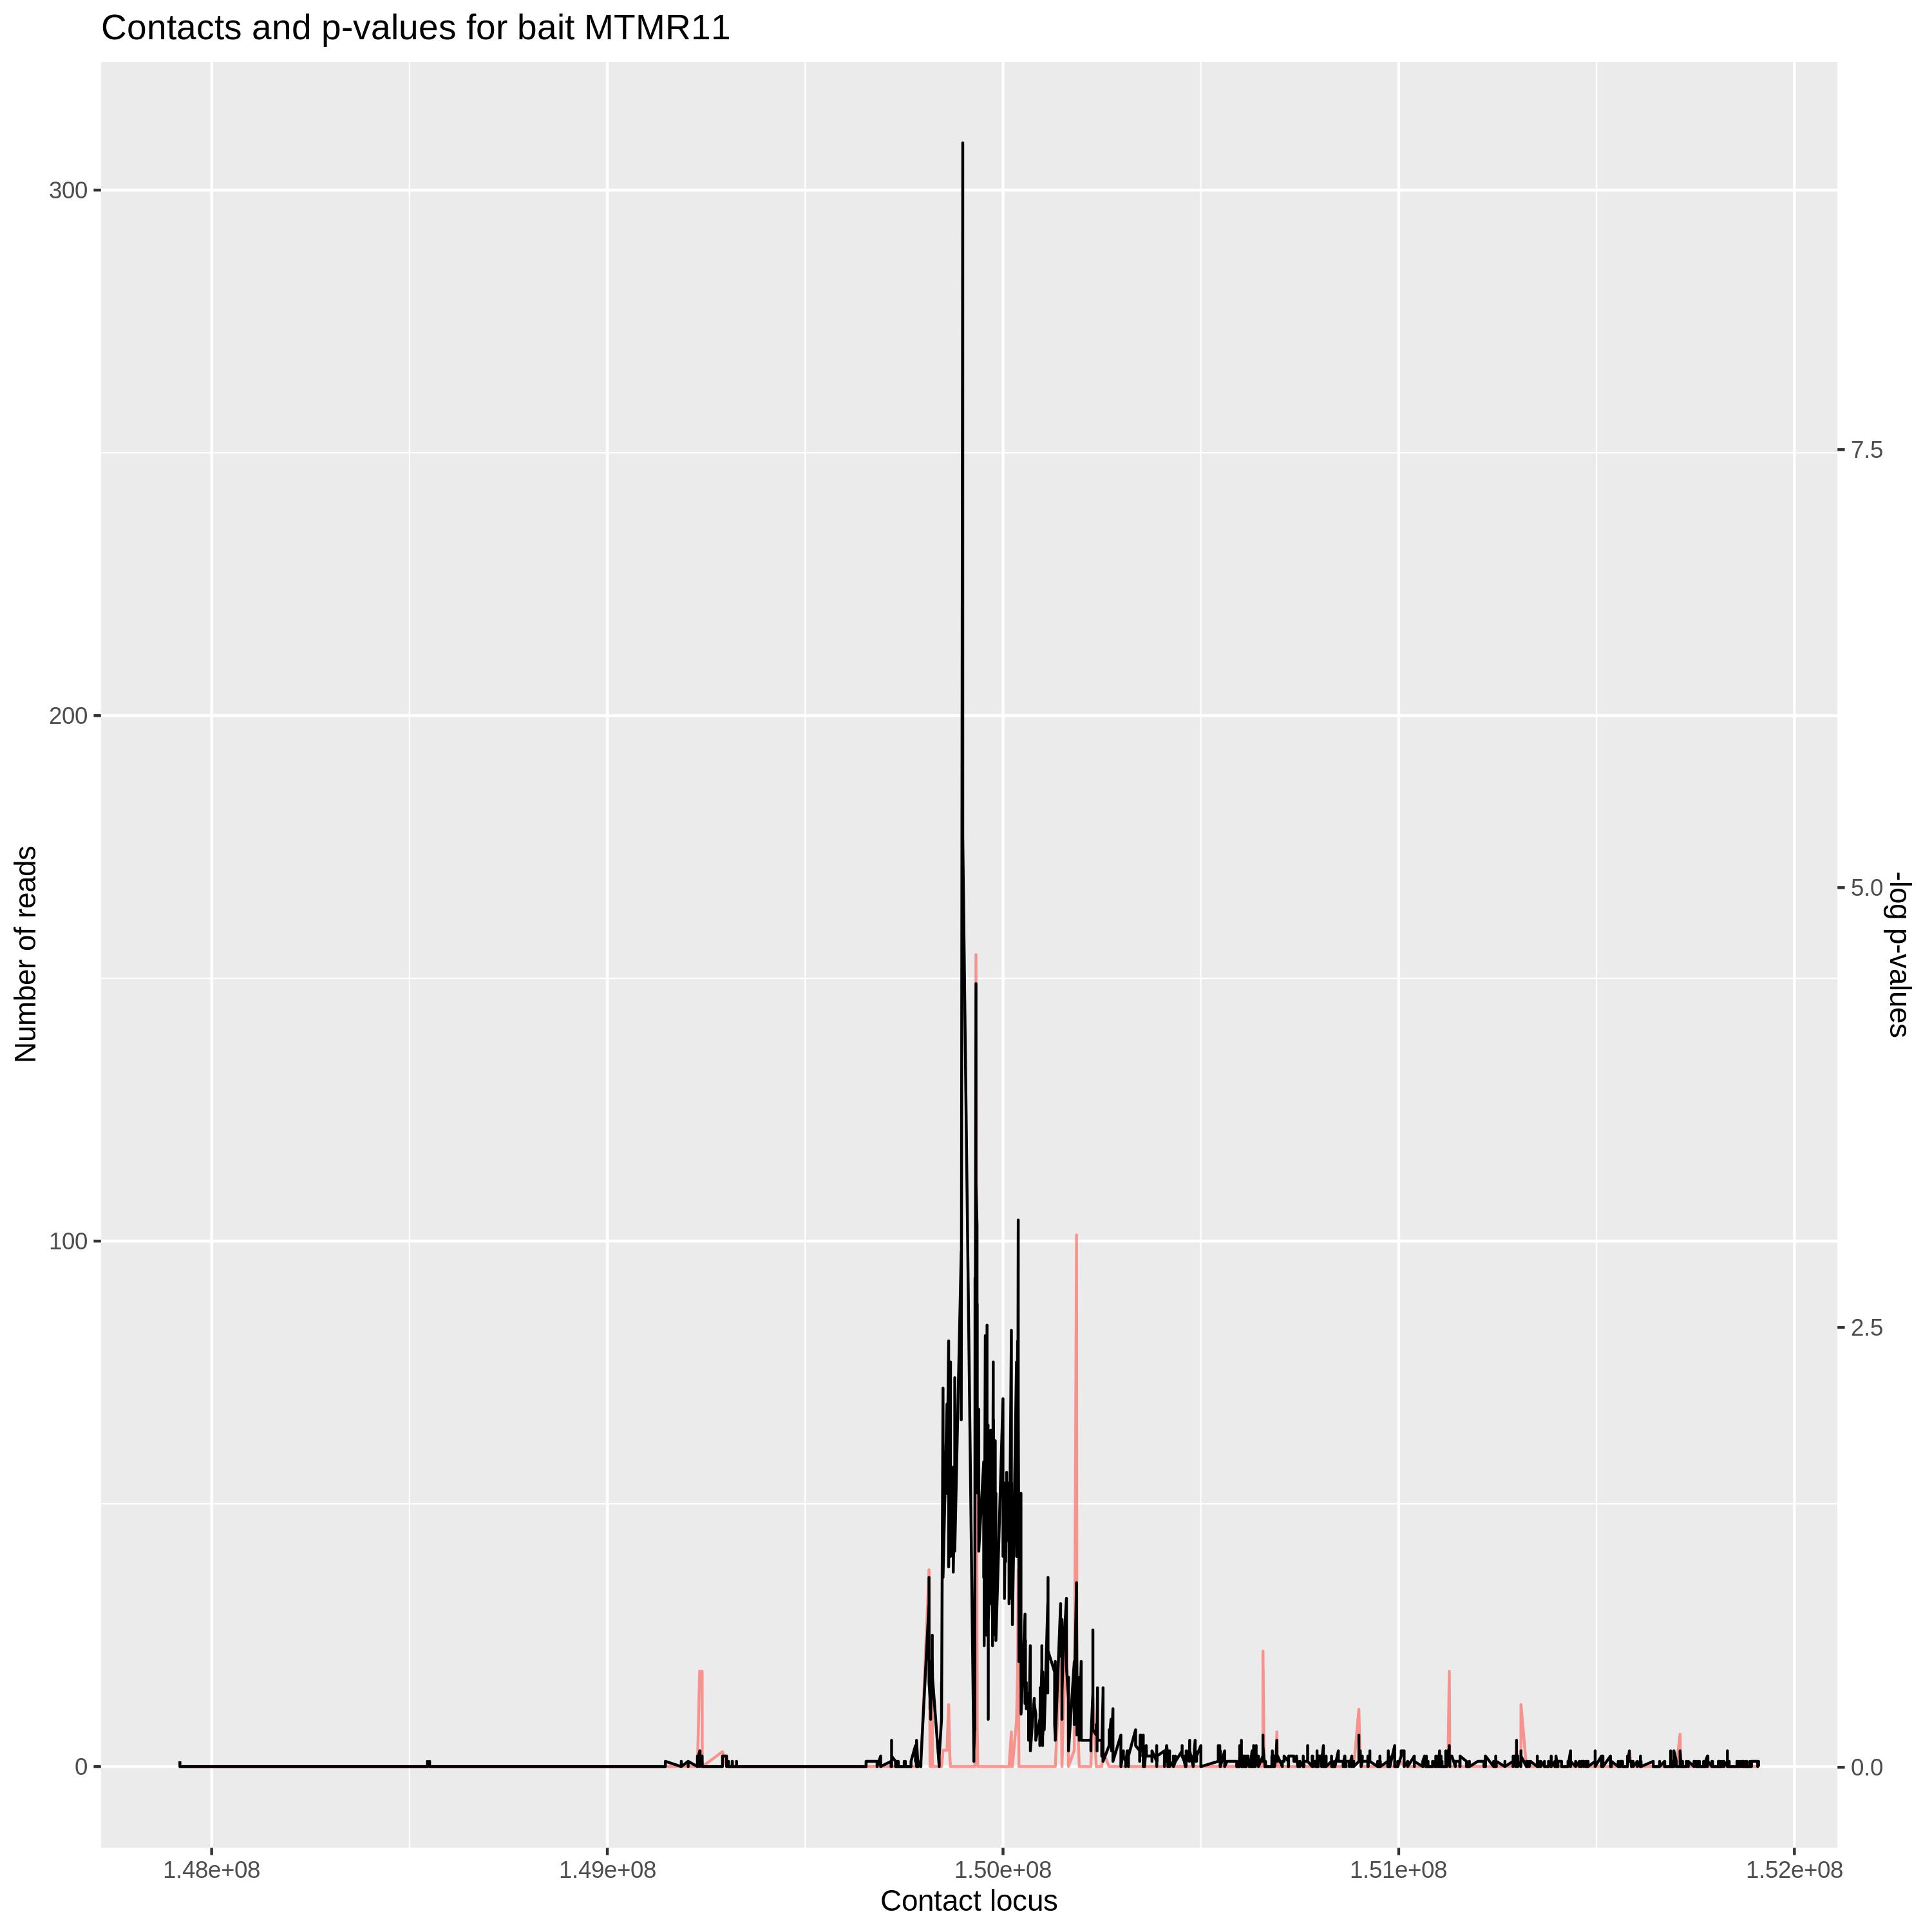 Contacts and p-values for bait MTMR11
300
200
100
0
Number of reads
7.5
5.0
2.5
0.0
-log p-values
1.48e+08
1.49e+08
1.50e+08
1.51e+08
1.52e+08
Contact locus